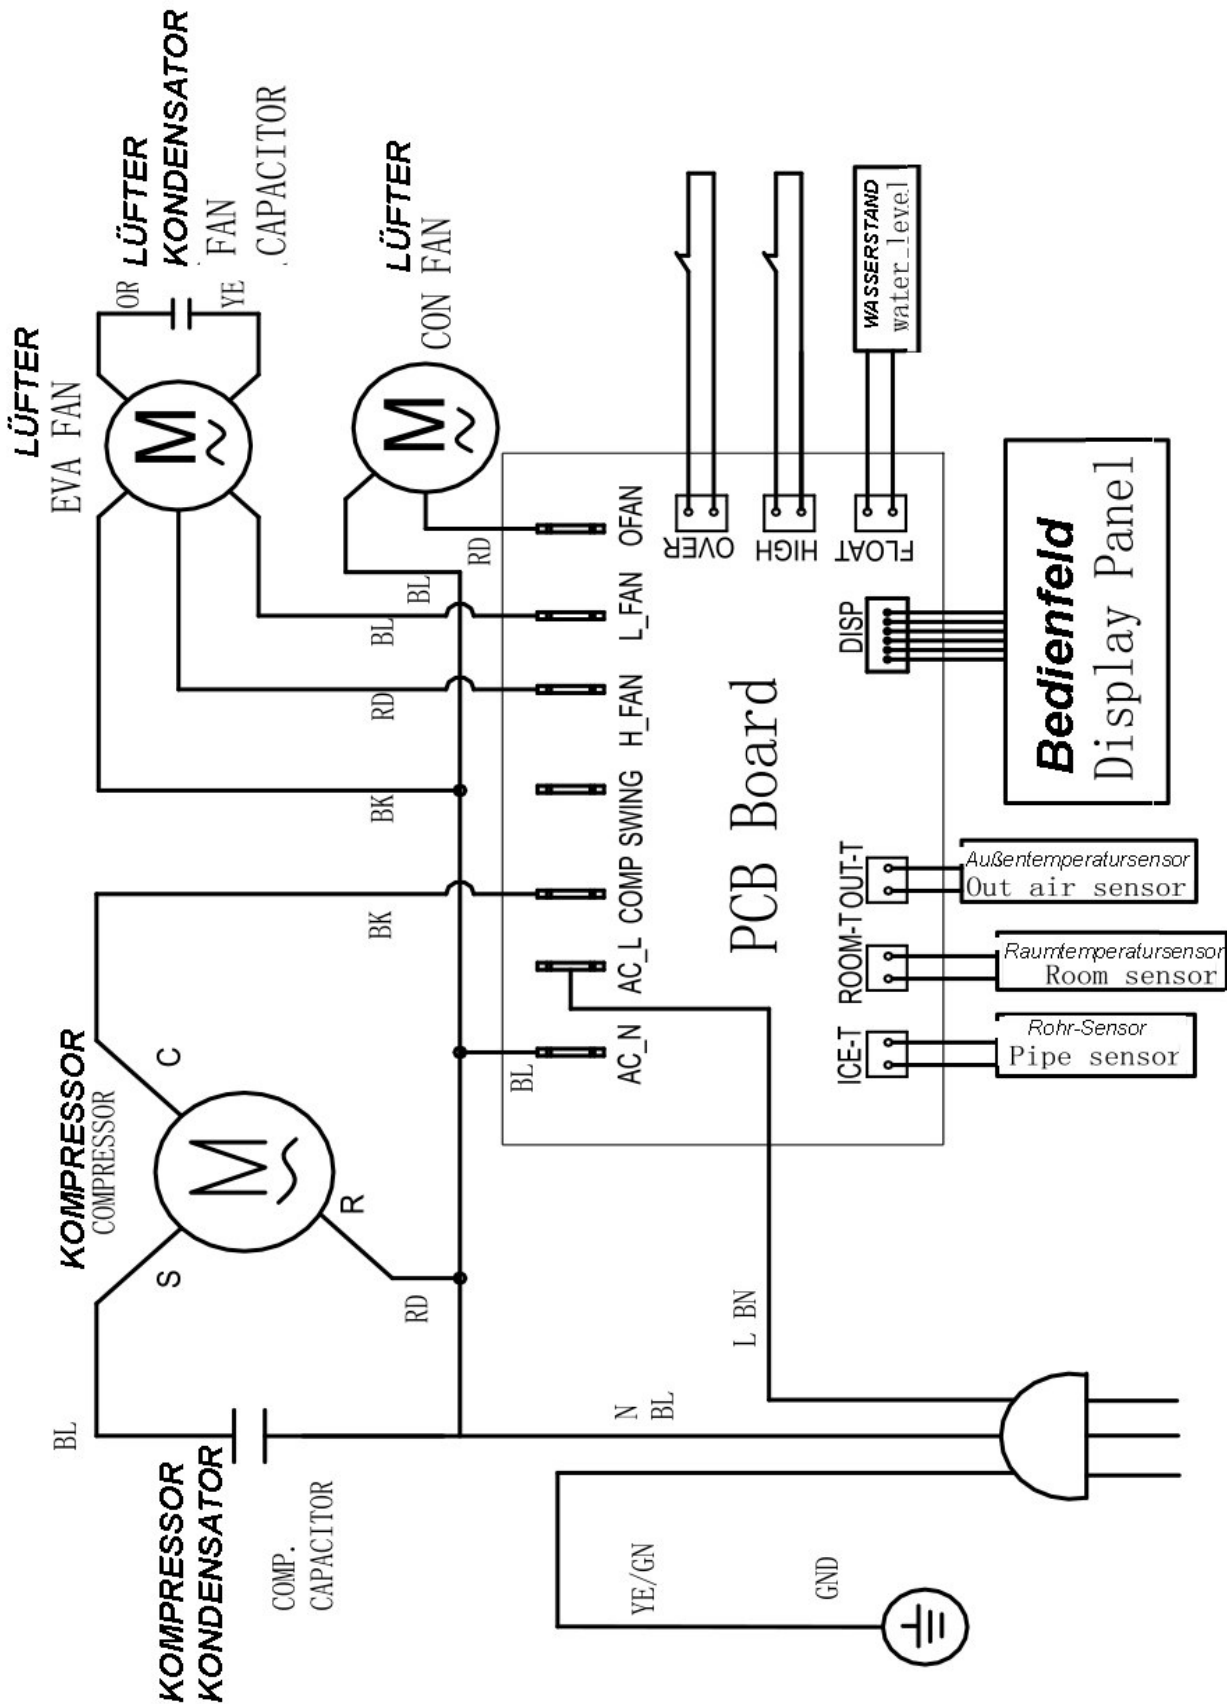 KOMPRESSOR
KONDENSATOR
COMP.
CAPACITOR
BL
KOMPRESSOR
COMPRESSOR
S
C
R
M
RD
BK
LÜFTER
EVA FAN
M
OR
YE
LÜFTER
KONDENSATOR
FAN
CAPACITOR
BK
RD
BL
LÜFTER
CON FAN
M
BL
RD
BL
AC_N
AC_L
COMP
SWING
H_FAN
L_FAN
OFAN
PCB Board
OVER
HIGH
FLOAT
WASSERSTAND
water_level
ICE-T
ROOM-T
OUT-T
DISP
Rohr-Sensor
Pipe sensor
Raumtemperatursensor
Room sensor
Außentemperatursensor
Out air sensor
Bedienfeld
Display Panel
YE/GN
GND
N
BL
L BN